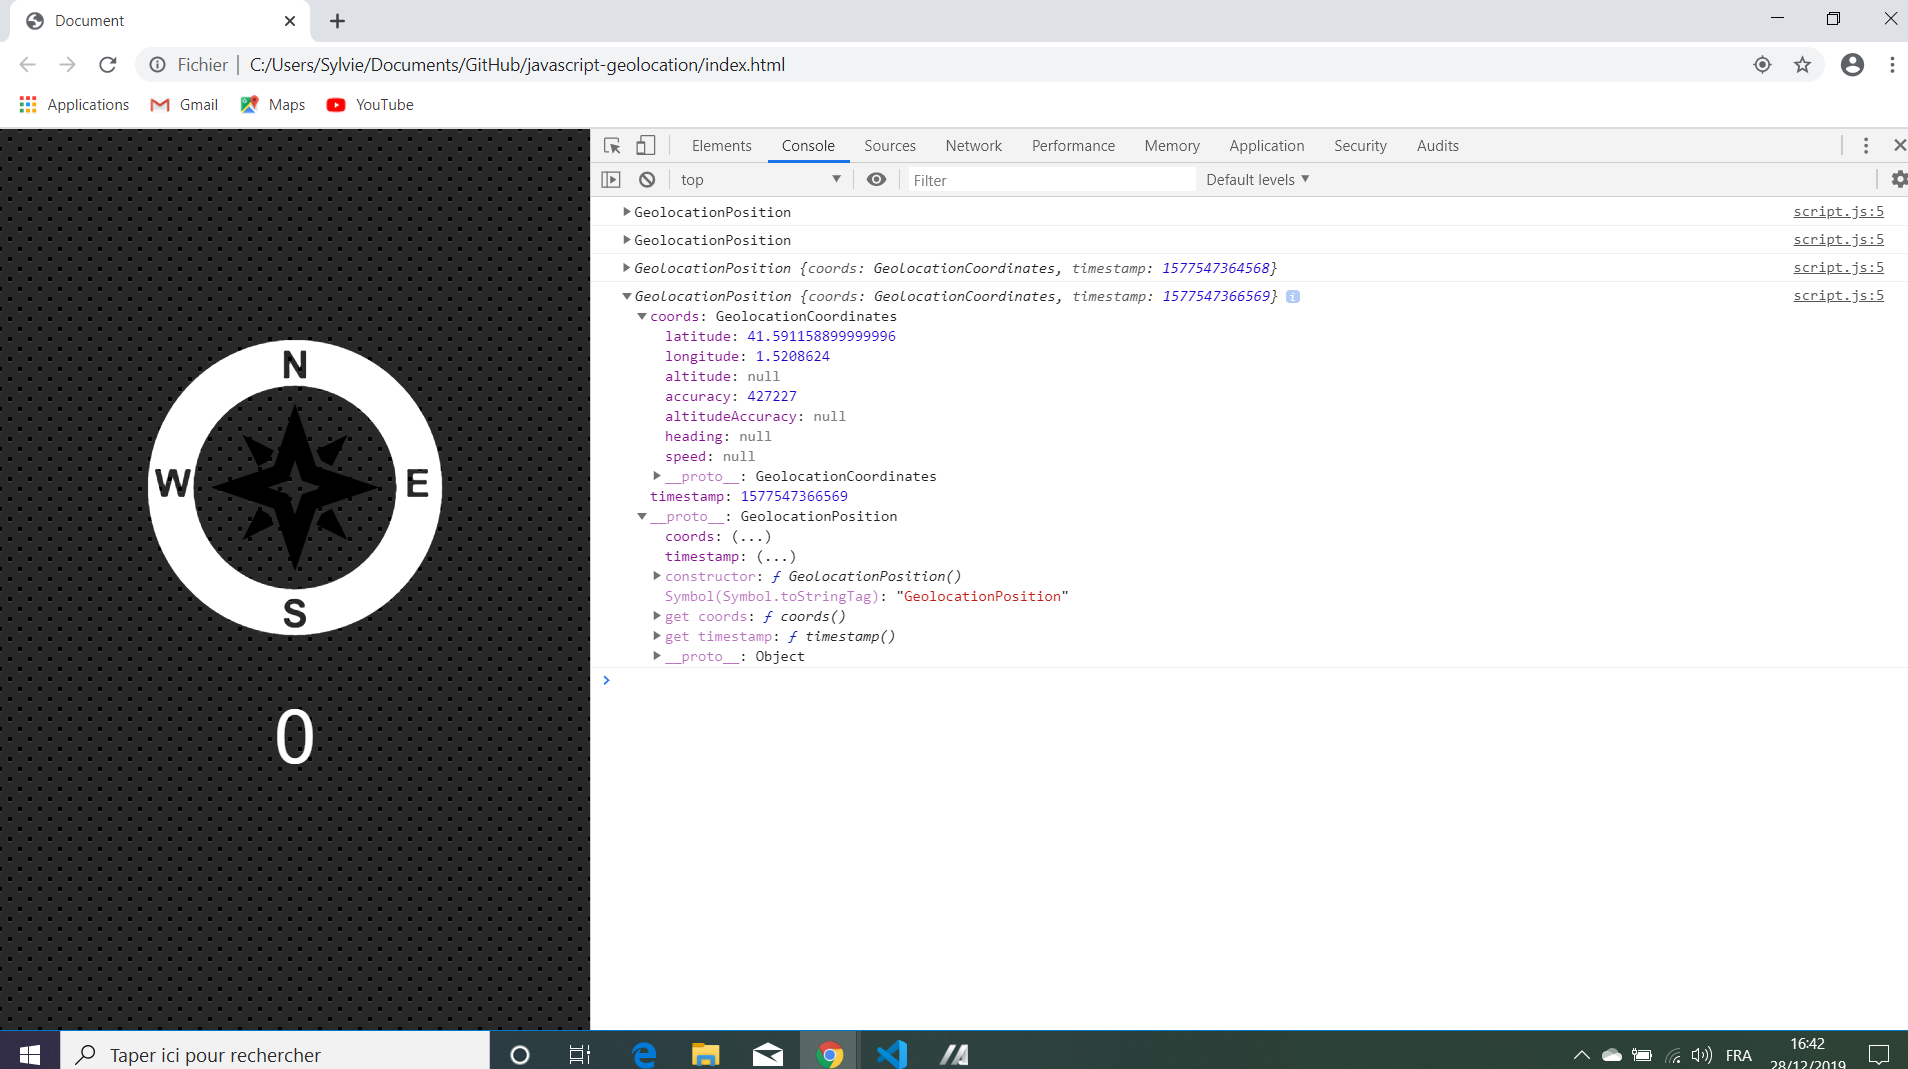 Document
Fichier | C:/Users/Sylvie/Documents/GitHub/javascript-geolocation/index.html
Applications Gmail Maps YouTube
Elements Console Sources Network Performance Memory Application Security Audits
top Filter Default levels
GeolocationPosition script.js:5
GeolocationPosition script.js:5
GeolocationPosition {coords: GeolocationCoordinates, timestamp: 1577547364568} script.js:5
GeolocationPosition {coords: GeolocationCoordinates, timestamp: 1577547366569} i script.js:5
coords: GeolocationCoordinates
latitude: 41.591158899999996
longitude: 1.5208624
altitude: null
accuracy: 427227
altitudeAccuracy: null
heading: null
speed: null
__proto__: GeolocationCoordinates
timestamp: 1577547366569
__proto__: GeolocationPosition
coords: (...)
timestamp: (...)
constructor: ƒ GeolocationPosition()
Symbol(Symbol.toStringTag): "GeolocationPosition"
get coords: ƒ coords()
get timestamp: ƒ timestamp()
__proto__: Object
N
W E
S
0
Taper ici pour rechercher
FRA
16:42
28/12/2019